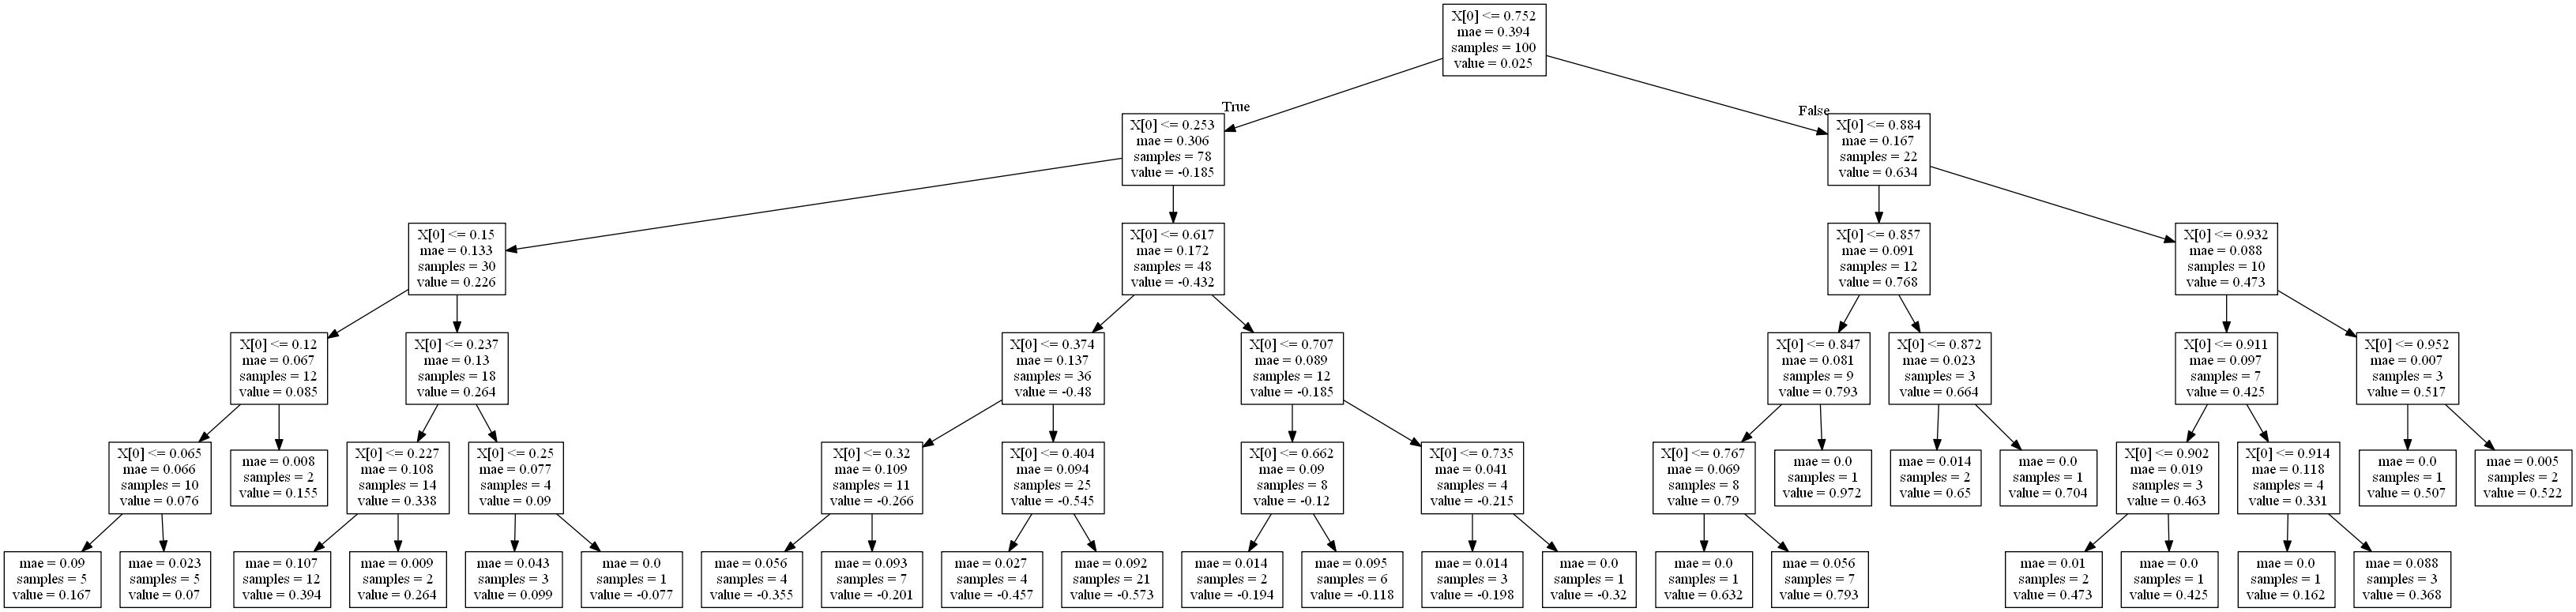 X[0] <= 0.752
mae = 0.394
samples = 100
value = 0.025
True
False
X[0] <= 0.253
mae = 0.306
samples = 78
value = -0.185
X[0] <= 0.884
mae = 0.167
samples = 22
value = 0.634
X[0] <= 0.15
mae = 0.133
samples = 30
value = 0.226
X[0] <= 0.617
mae = 0.172
samples = 48
value = -0.432
X[0] <= 0.857
mae = 0.091
samples = 12
value = 0.768
X[0] <= 0.932
mae = 0.088
samples = 10
value = 0.473
X[0] <= 0.12
mae = 0.067
samples = 12
value = 0.085
X[0] <= 0.237
mae = 0.13
samples = 18
value = 0.264
X[0] <= 0.374
mae = 0.137
samples = 36
value = -0.48
X[0] <= 0.707
mae = 0.089
samples = 12
value = -0.185
X[0] <= 0.847
mae = 0.081
samples = 9
value = 0.793
X[0] <= 0.872
mae = 0.023
samples = 3
value = 0.664
X[0] <= 0.911
mae = 0.097
samples = 7
value = 0.425
X[0] <= 0.952
mae = 0.007
samples = 3
value = 0.517
X[0] <= 0.065
mae = 0.066
samples = 10
value = 0.076
mae = 0.008
samples = 2
value = 0.155
X[0] <= 0.227
mae = 0.108
samples = 14
value = 0.338
X[0] <= 0.25
mae = 0.077
samples = 4
value = 0.09
X[0] <= 0.32
mae = 0.109
samples = 11
value = -0.266
X[0] <= 0.404
mae = 0.094
samples = 25
value = -0.545
X[0] <= 0.662
mae = 0.09
samples = 8
value = -0.12
X[0] <= 0.735
mae = 0.041
samples = 4
value = -0.215
X[0] <= 0.767
mae = 0.069
samples = 8
value = 0.79
mae = 0.0
samples = 1
value = 0.972
mae = 0.014
samples = 2
value = 0.65
mae = 0.0
samples = 1
value = 0.704
X[0] <= 0.902
mae = 0.019
samples = 3
value = 0.463
X[0] <= 0.914
mae = 0.118
samples = 4
value = 0.331
mae = 0.0
samples = 1
value = 0.507
mae = 0.005
samples = 2
value = 0.522
mae = 0.09
samples = 5
value = 0.167
mae = 0.023
samples = 5
value = 0.07
mae = 0.107
samples = 12
value = 0.394
mae = 0.009
samples = 2
value = 0.264
mae = 0.043
samples = 3
value = 0.099
mae = 0.0
samples = 1
value = -0.077
mae = 0.056
samples = 4
value = -0.355
mae = 0.093
samples = 7
value = -0.201
mae = 0.027
samples = 4
value = -0.457
mae = 0.092
samples = 21
value = -0.573
mae = 0.014
samples = 2
value = -0.194
mae = 0.095
samples = 6
value = -0.118
mae = 0.014
samples = 3
value = -0.198
mae = 0.0
samples = 1
value = -0.32
mae = 0.0
samples = 1
value = 0.632
mae = 0.056
samples = 7
value = 0.793
mae = 0.01
samples = 2
value = 0.473
mae = 0.0
samples = 1
value = 0.425
mae = 0.0
samples = 1
value = 0.162
mae = 0.088
samples = 3
value = 0.368